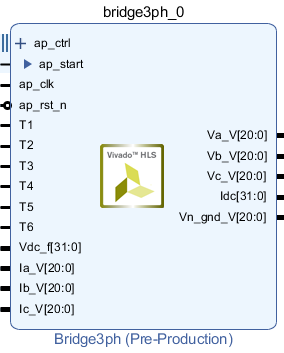 bridge3ph_0
ap_ctrl
ap_start
ap_clk
ap_rst_n
T1
T2
T3
T4
T5
T6
Vdc_f[31:0]
Ia_V[20:0]
Ib_V[20:0]
Ic_V[20:0]
Vivado™ HLS
Va_V[20:0]
Vb_V[20:0]
Vc_V[20:0]
Idc[31:0]
Vn_gnd_V[20:0]
Bridge3ph (Pre-Production)